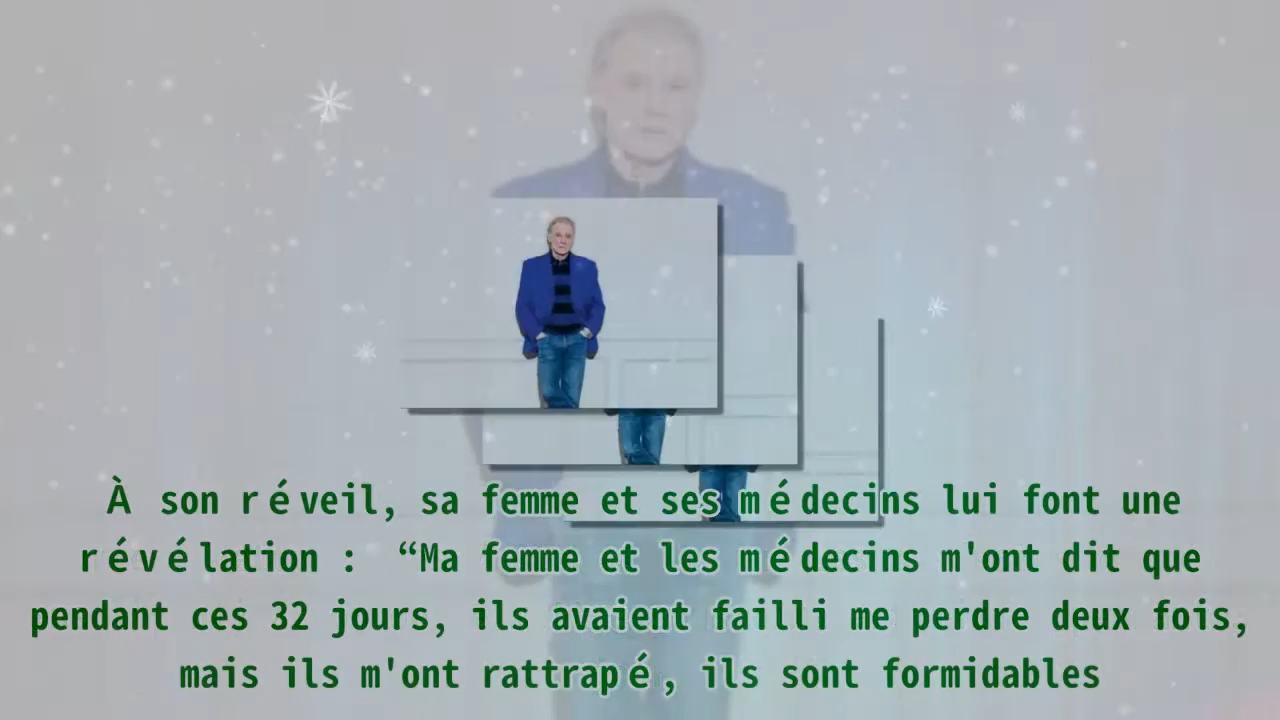 À son réveil, sa femme et ses médecins lui font une
révélation : “Ma femme et les médecins m'ont dit que
pendant ces 32 jours, ils avaient failli me perdre deux fois,
mais ils m'ont rattrapé, ils sont formidables